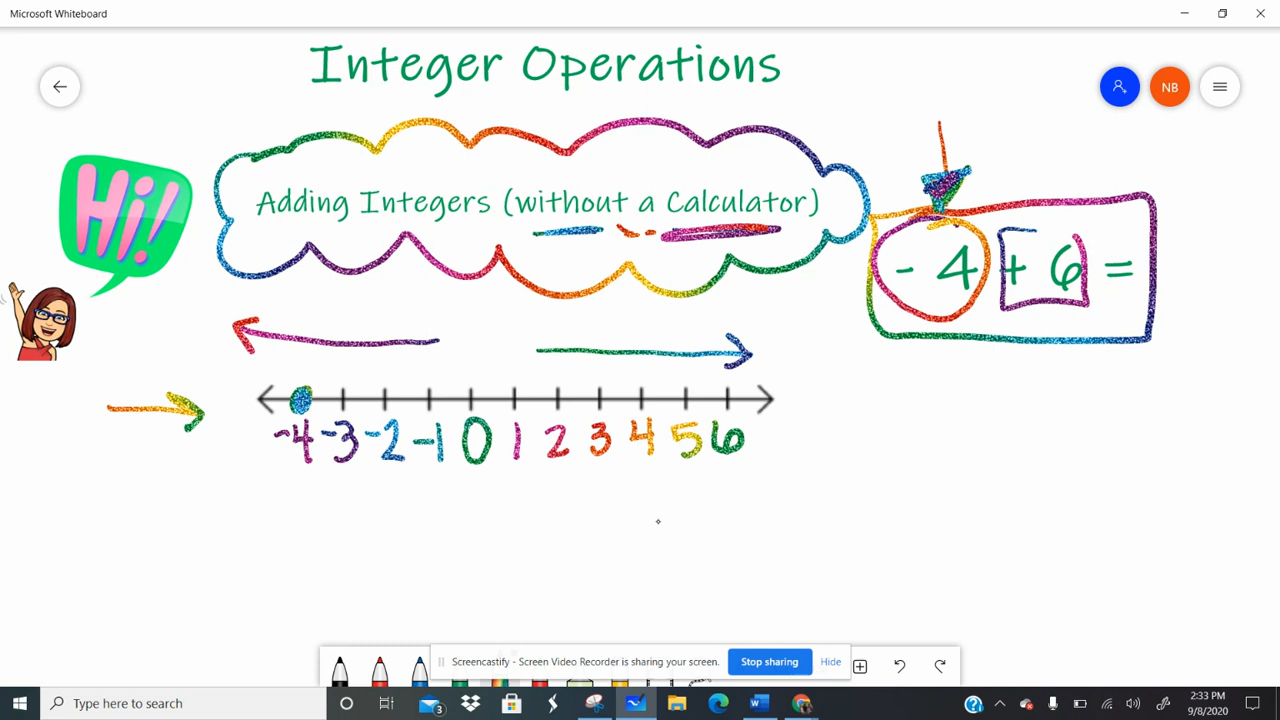 Microsoft Whiteboard
Integer Operations
NB
Hi!
Adding Integers (without a Calculator)
- 4 + 6 =
-4 -3 -2 -1 0 1 2 3 4 5 6
Screencastify - Screen Video Recorder is sharing your screen. Stop sharing Hide
Type here to search
3
W
2:33 PM
9/8/2020